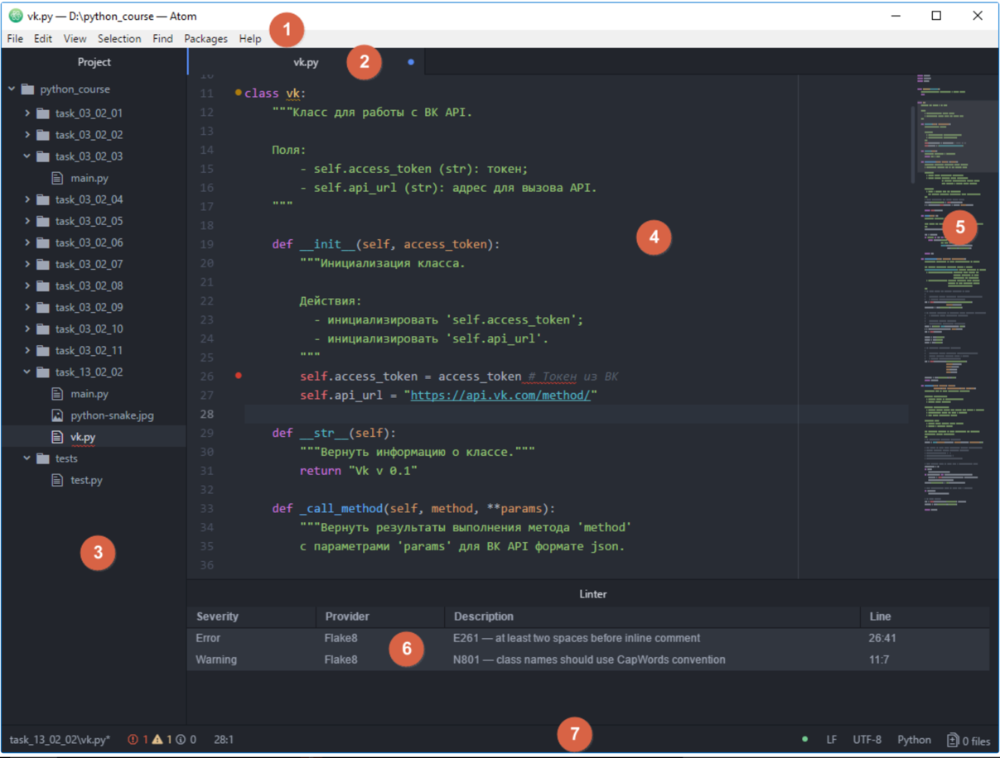 vk.py — D:\python_course — Atom
File Edit View Selection Find Packages Help
1
Project
vk.py
2
python_course
task_03_02_01
task_03_02_02
task_03_02_03
main.py
task_03_02_04
task_03_02_05
task_03_02_06
task_03_02_07
task_03_02_08
task_03_02_09
task_03_02_10
task_03_02_11
task_13_02_02
main.py
python-snake.jpg
vk.py
tests
test.py
3
10
11 class vk:
12 """Класс для работы с ВК API.
13
14 Поля:
15 - self.access_token (str): токен;
16 - self.api_url (str): адрес для вызова API.
17 """
18
19 def __init__(self, access_token):
20 """Инициализация класса.
21
22 Действия:
23 - инициализировать 'self.access_token';
24 - инициализировать 'self.api_url'.
25 """
26 self.access_token = access_token # Токен из ВК
27 self.api_url = "https://api.vk.com/method/"
28
29 def __str__(self):
30 """Вернуть информацию о классе."""
31 return "Vk v 0.1"
32
33 def _call_method(self, method, **params):
34 """Вернуть результаты выполнения метода 'method'
35 с параметрами 'params' для ВК API формате json.
36
4
5
Linter
Severity Provider Description Line
Error Flake8 E261 — at least two spaces before inline comment 26:41
Warning Flake8 N801 — class names should use CapWords convention 11:7
6
task_13_02_02\vk.py* 1 1 0 28:1
7
LF UTF-8 Python 0 files